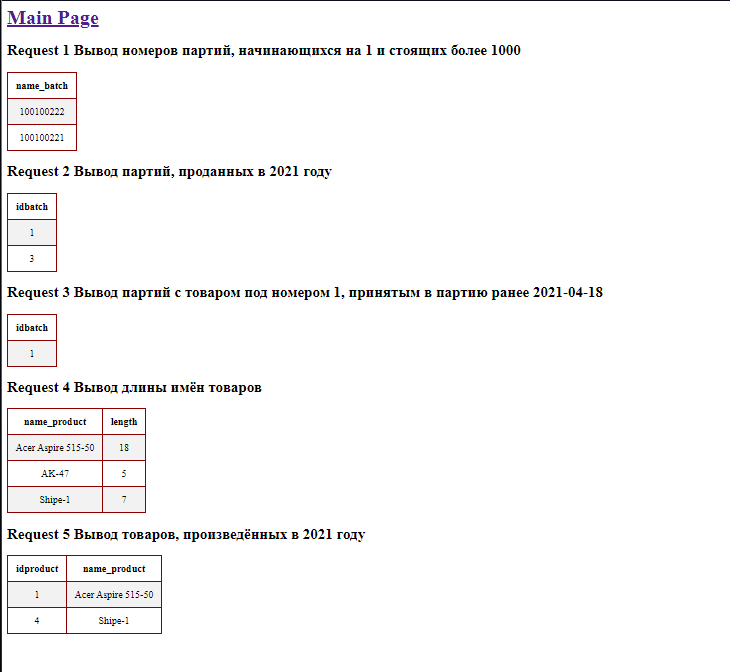 Main Page
Request 1 Вывод номеров партий, начинающихся на 1 и стоящих более 1000
name_batch
100100222
100100221
Request 2 Вывод партий, проданных в 2021 году
idbatch
1
3
Request 3 Вывод партий с товаром под номером 1, принятым в партию ранее 2021-04-18
idbatch
1
Request 4 Вывод длины имён товаров
name_product length
Acer Aspire 515-50 18
AK-47 5
Shipe-1 7
Request 5 Вывод товаров, произведённых в 2021 году
idproduct name_product
1 Acer Aspire 515-50
4 Shipe-1